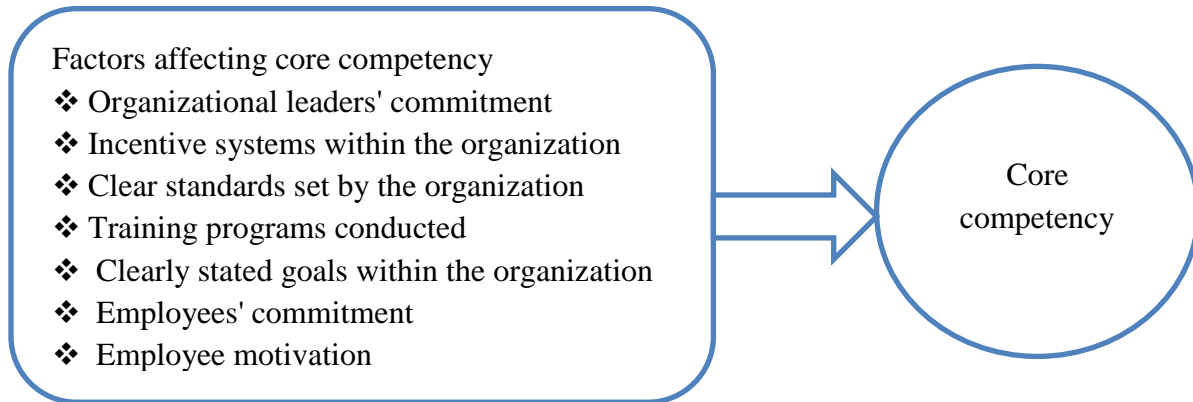 Factors affecting core competency
❖ Organizational leaders' commitment
❖ Incentive systems within the organization
❖ Clear standards set by the organization
❖ Training programs conducted
❖ Clearly stated goals within the organization
❖ Employees' commitment
❖ Employee motivation
Core
competency